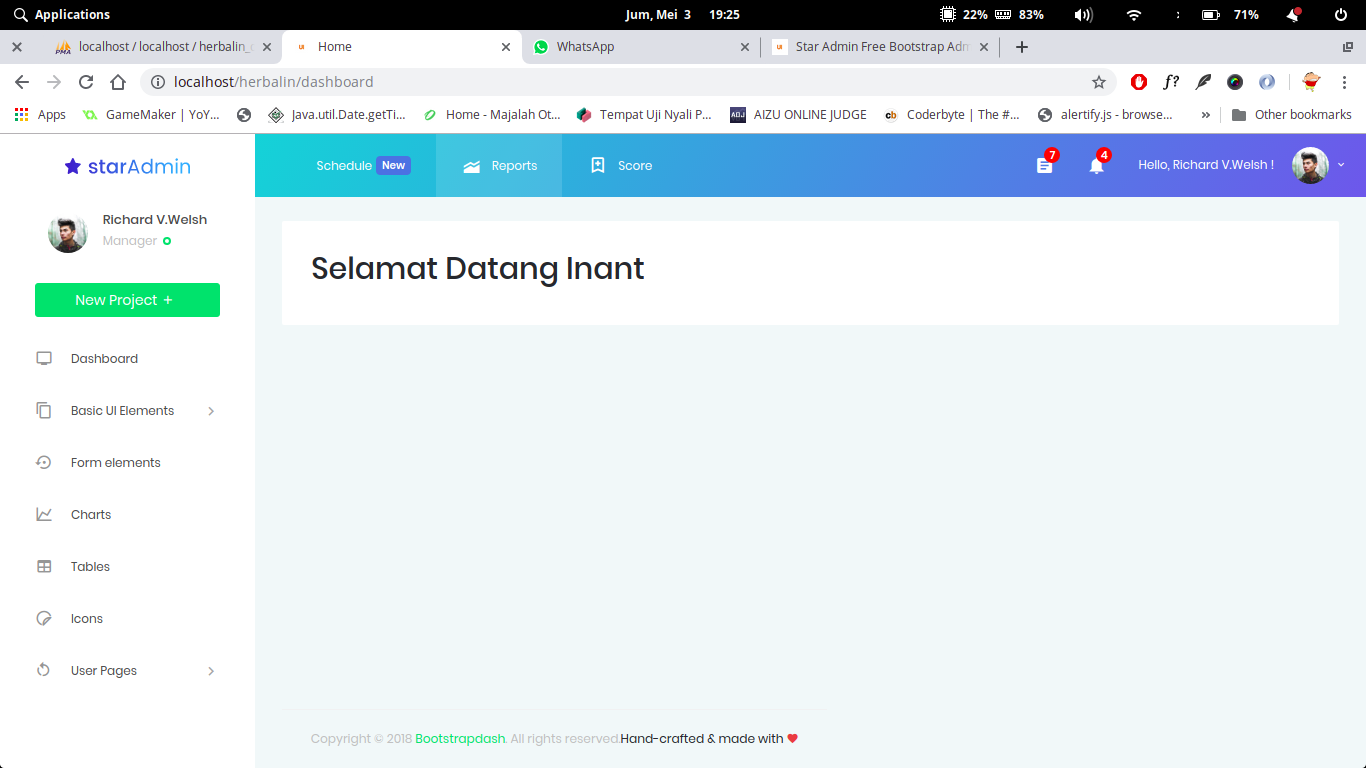 Applications
Jum, Mei 3 19:25
22% 83% 71%
localhost / localhost / herbalin_
Home
WhatsApp
Star Admin Free Bootstrap Adm
localhost/herbalin/dashboard
Apps
GameMaker | YoY...
Java.util.Date.getTi...
Home - Majalah Ot...
Tempat Uji Nyali P...
AIZU ONLINE JUDGE
Coderbyte | The #...
alertify.js - browse...
»
Other bookmarks
starAdmin
Schedule New
Reports
Score
7
4
Hello, Richard V.Welsh !
Richard V.Welsh
Manager
New Project +
Dashboard
Basic UI Elements
Form elements
Charts
Tables
Icons
User Pages
Selamat Datang Inant
Copyright © 2018 Bootstrapdash. All rights reserved.Hand-crafted & made with